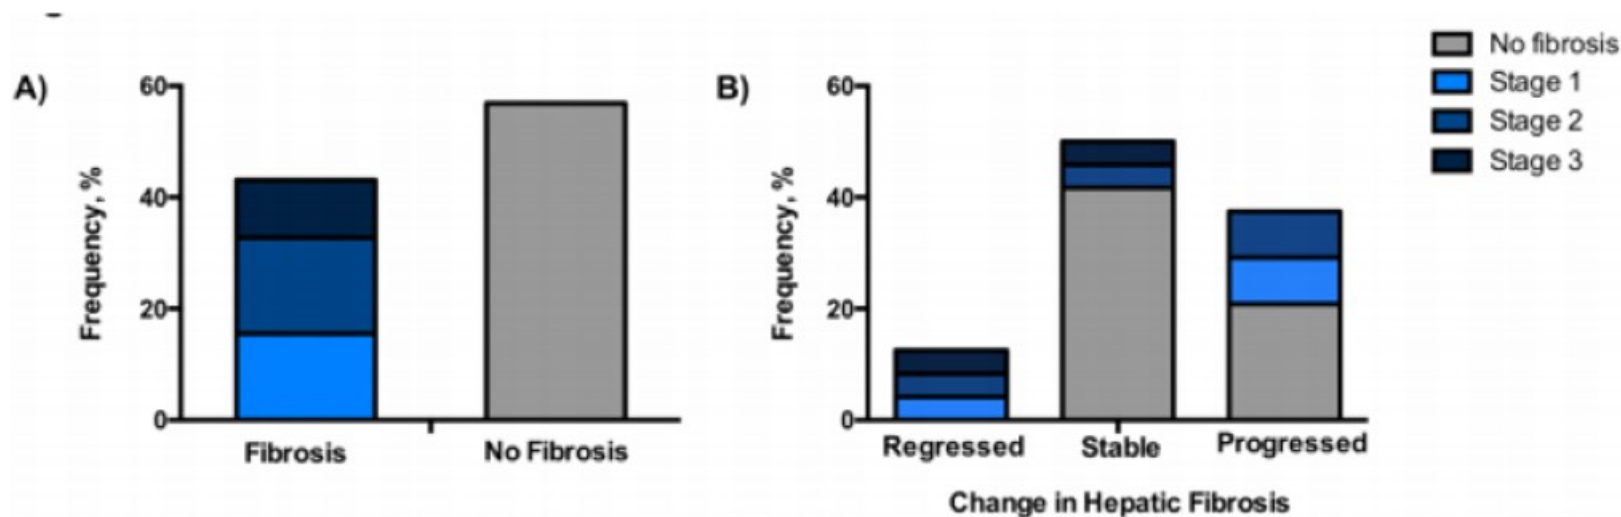 A)
60
40
20
0
Frequency, %
Fibrosis
No Fibrosis
B)
60
40
20
0
Frequency, %
Regressed
Stable
Progressed
Change in Hepatic Fibrosis
No fibrosis
Stage 1
Stage 2
Stage 3